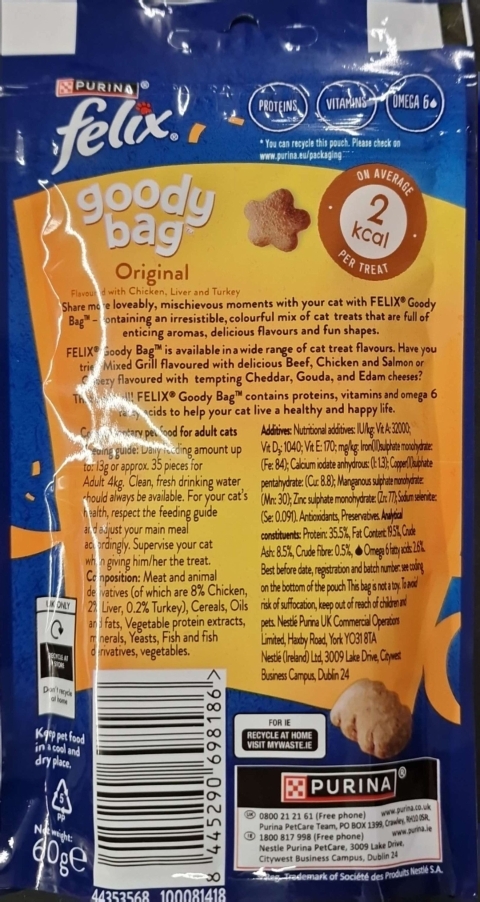 PURINA®
felix®
PROTEINS VITAMINS OMEGA 6
* You can recycle this pouch. Please check on
www.purina.eu/packaging
goody
bag™
ON AVERAGE
2
kcal
PER TREAT
Original
Flavoured with Chicken, Liver and Turkey
Share more loveably, mischievous moments with your cat with FELIX® Goody
Bag™ – containing an irresistible, colourful mix of cat treats that are full of
enticing aromas, delicious flavours and fun shapes.
FELIX® Goody Bag™ is available in a wide range of cat treat flavours. Have you
tried Mixed Grill flavoured with delicious Beef, Chicken and Salmon or
Cheezy flavoured with tempting Cheddar, Gouda, and Edam cheeses?
FELIX® Goody Bag™ contains proteins, vitamins and omega 6
fatty acids to help your cat live a healthy and happy life.
Complementary pet food for adult cats
Feeding guide: Daily feeding amount up
to: 13g or approx. 35 pieces for
Adult 4kg. Clean, fresh drinking water
should always be available. For your cat's
health, respect the feeding guide
and adjust your main meal
accordingly. Supervise your cat
when giving him/her the treat.
Composition: Meat and animal
derivatives (of which are 8% Chicken,
2% Liver, 0.2% Turkey), Cereals, Oils
and fats, Vegetable protein extracts,
minerals, Yeasts, Fish and fish
derivatives, vegetables.
Additives: Nutritional additives: IU/kg: Vit A: 32000;
Vit D3: 1040; Vit E: 170; mg/kg: Iron(II)sulphate monohydrate:
(Fe: 84); Calcium iodate anhydrous: (I: 1.3); Copper(II)sulphate
pentahydrate: (Cu: 8.8); Manganous sulphate monohydrate:
(Mn: 30); Zinc sulphate monohydrate: (Zn: 77); Sodium selenite:
(Se: 0.091). Antioxidants, Preservatives. Analytical
constituents: Protein: 35.5%, Fat Content: 19.5%, Crude
Ash: 8.5%, Crude fibre: 0.5%, Omega 6 fatty acids: 2.6%.
Best before date, registration and batch number: see coding
on the bottom of the pouch This bag is not a toy. To avoid
risk of suffocation, keep out of reach of children and
pets. Nestlé Purina UK Commercial Operations
Limited, Haxby Road, York YO31 8TA
Nestlé (Ireland) Ltd, 3009 Lake Drive, Citywest
Business Campus, Dublin 24
UK ONLY
RECYCLE AT
STORE
Don't recycle
at home
Keep pet food
in a cool and
dry place.
5
PP
Net weight:
60g℮
8 445290 698186 >
44353568 100081418
FOR IE
RECYCLE AT HOME
VISIT MYWASTE.IE
PURINA®
0800 21 21 61 (Free phone) www.purina.co.uk
Purina PetCare Team, PO BOX 1399, Crawley, RH10 0SR.
1800 817 998 (Free phone) www.purina.ie
Nestle Purina PetCare, 3009 Lake Drive,
Citywest Business Campus, Dublin 24
Reg. Trademark of Société des Produits Nestlé S.A.